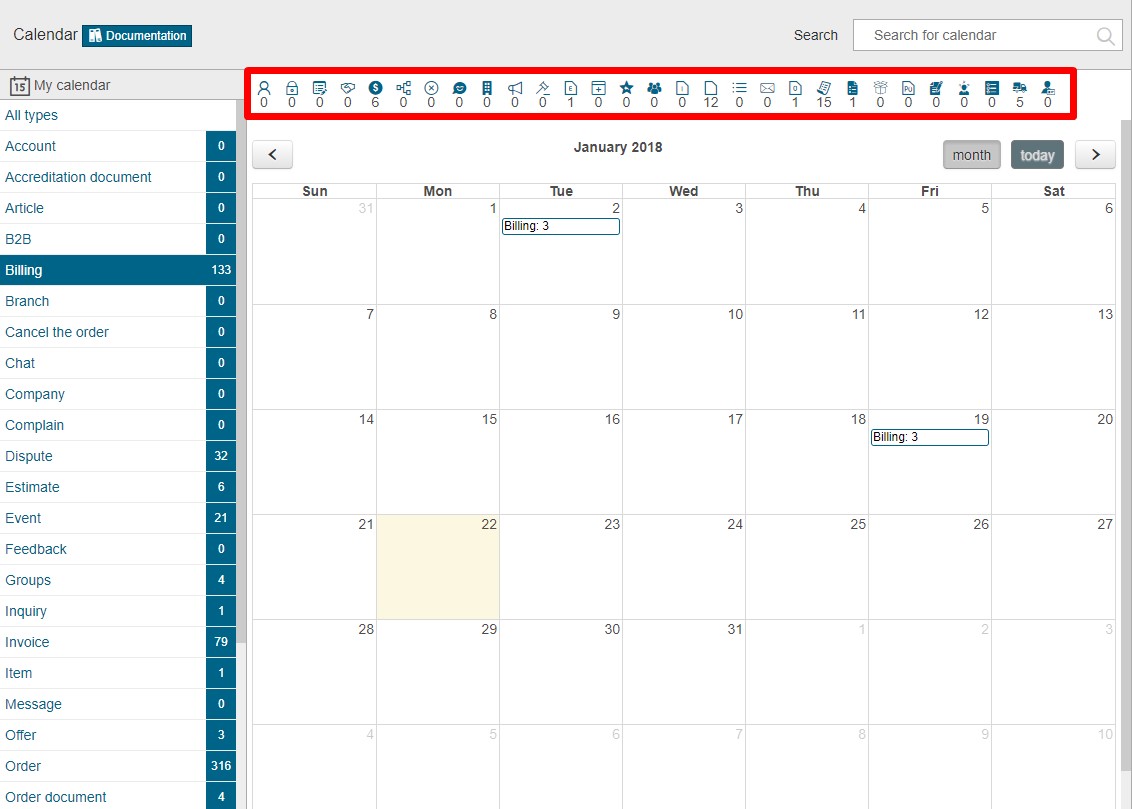 Calendar Documentation Search Search for calendar
15 My calendar
0 0 0 0 6 0 0 0 0 0 0 1 0 0 0 0 12 0 0 1 15 1 0 0 0 0 0 5 0
All types
Account 0
Accreditation document 0
Article 0
B2B 0
Billing 133
Branch 0
Cancel the order 0
Chat 0
Company 0
Complain 0
Dispute 32
Estimate 6
Event 21
Feedback 0
Groups 4
Inquiry 1
Invoice 79
Item 1
Message 0
Offer 3
Order 316
Order document 4
January 2018 month today
Sun Mon Tue Wed Thu Fri Sat
31 1 2 3 4 5 6
Billing: 3
7 8 9 10 11 12 13
14 15 16 17 18 19 20
Billing: 3
21 22 23 24 25 26 27
28 29 30 31 1 2 3
4 5 6 7 8 9 10